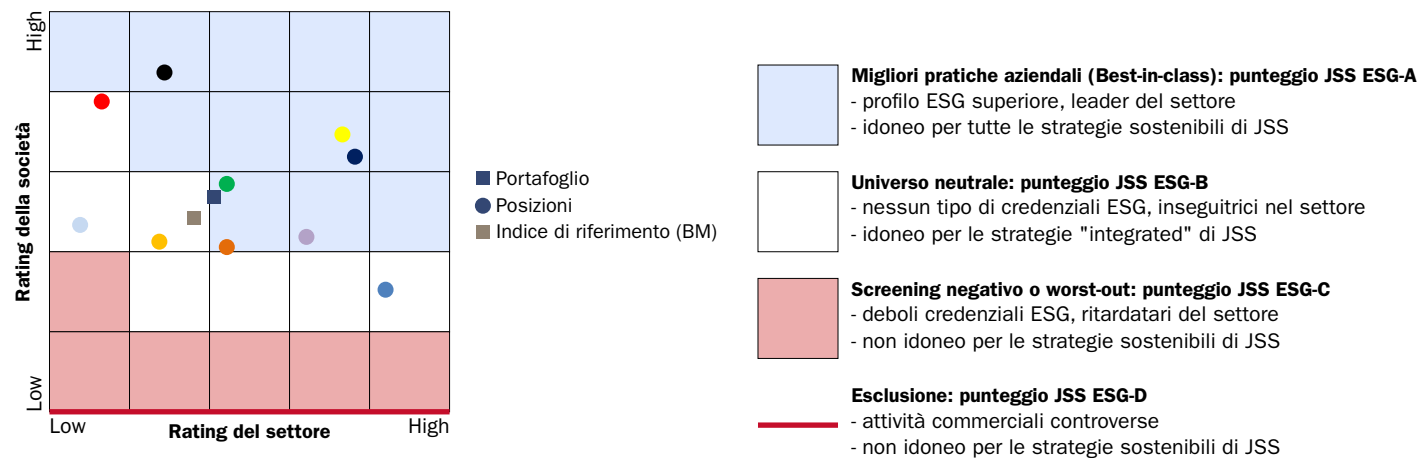 High
Rating della società
Low
Low
Rating del settore
High
Portafoglio
Posizioni
Indice di riferimento (BM)
Migliori pratiche aziendali (Best-in-class): punteggio JSS ESG-A
- profilo ESG superiore, leader del settore
- idoneo per tutte le strategie sostenibili di JSS
Universo neutrale: punteggio JSS ESG-B
- nessun tipo di credenziali ESG, inseguitrici nel settore
- idoneo per le strategie "integrated" di JSS
Screening negativo o worst-out: punteggio JSS ESG-C
- deboli credenziali ESG, ritardatari del settore
- non idoneo per le strategie sostenibili di JSS
Esclusione: punteggio JSS ESG-D
- attività commerciali controverse
- non idoneo per le strategie sostenibili di JSS